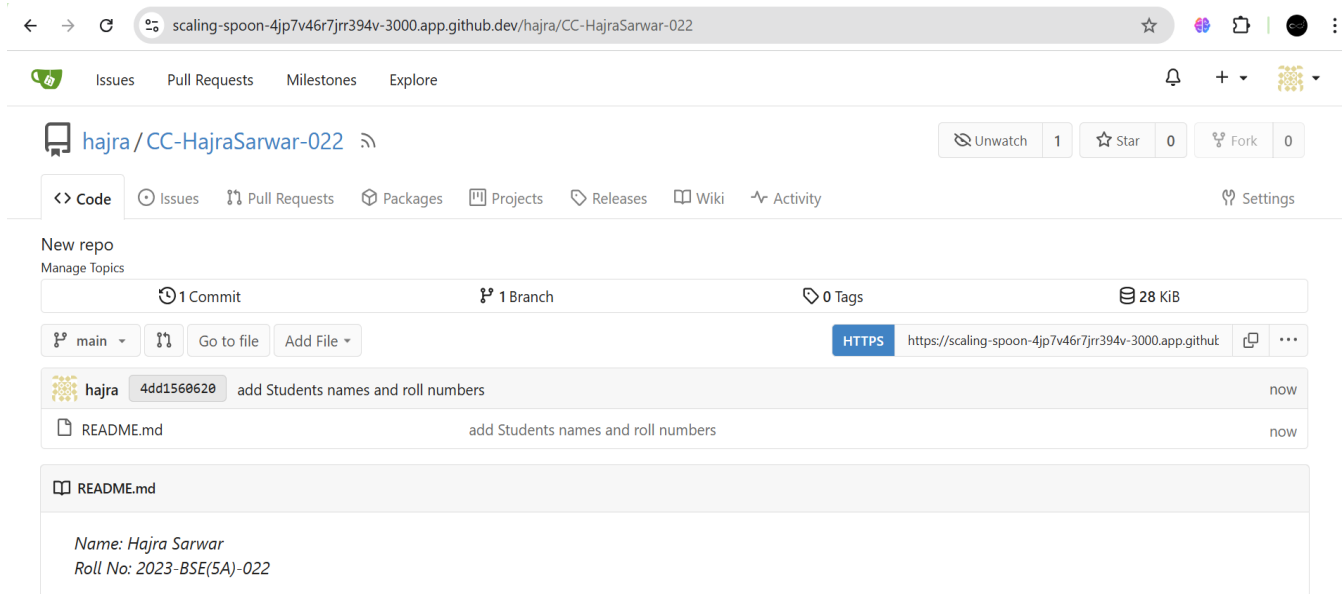 scaling-spoon-4jp7v46r7jrr394v-3000.app.github.dev/hajra/CC-HajraSarwar-022
Issues Pull Requests Milestones Explore
hajra / CC-HajraSarwar-022 Unwatch 1 Star 0 Fork 0
Code Issues Pull Requests Packages Projects Releases Wiki Activity Settings
New repo
Manage Topics
1 Commit 1 Branch 0 Tags 28 KiB
main Go to file Add File HTTPS https://scaling-spoon-4jp7v46r7jrr394v-3000.app.github
hajra 4dd1560620 add Students names and roll numbers now
README.md add Students names and roll numbers now
README.md
Name: Hajra Sarwar
Roll No: 2023-BSE(5A)-022